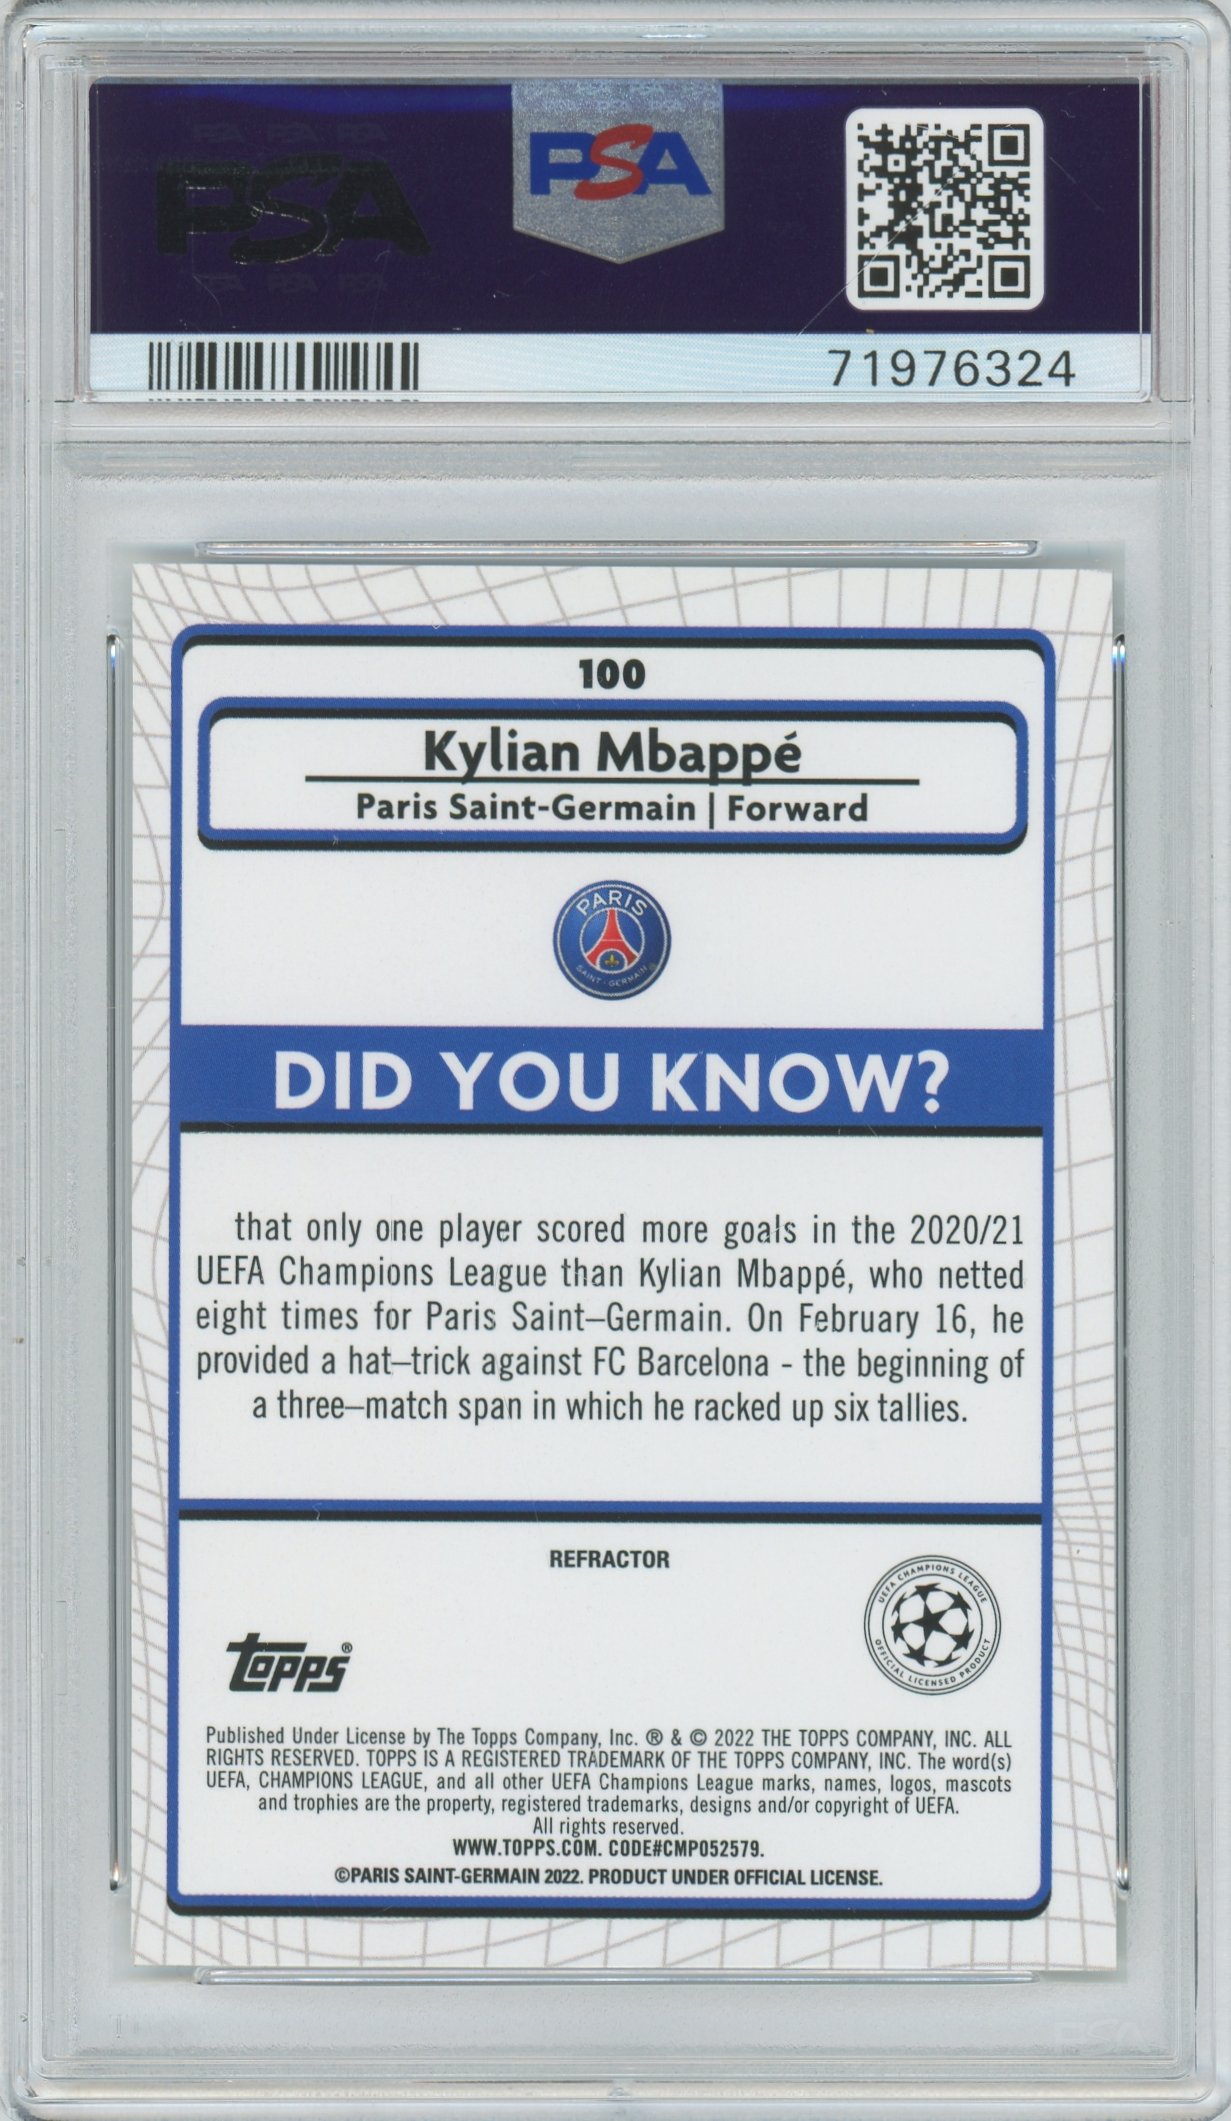 PSA
PSA
71976324
100
Kylian Mbappé
Paris Saint-Germain | Forward
PARIS
SAINT-GERMAIN
DID YOU KNOW?
that only one player scored more goals in the 2020/21
UEFA Champions League than Kylian Mbappé, who netted
eight times for Paris Saint–Germain. On February 16, he
provided a hat–trick against FC Barcelona - the beginning of
a three–match span in which he racked up six tallies.
REFRACTOR
topps®
UEFA CHAMPIONS LEAGUE
OFFICIAL LICENSED PRODUCT
Published Under License by The Topps Company, Inc. ® & © 2022 THE TOPPS COMPANY, INC. ALL
RIGHTS RESERVED. TOPPS IS A REGISTERED TRADEMARK OF THE TOPPS COMPANY, INC. The word(s)
UEFA, CHAMPIONS LEAGUE, and all other UEFA Champions League marks, names, logos, mascots
and trophies are the property, registered trademarks, designs and/or copyright of UEFA.
All rights reserved.
WWW.TOPPS.COM. CODE#CMP052579.
©PARIS SAINT-GERMAIN 2022. PRODUCT UNDER OFFICIAL LICENSE.